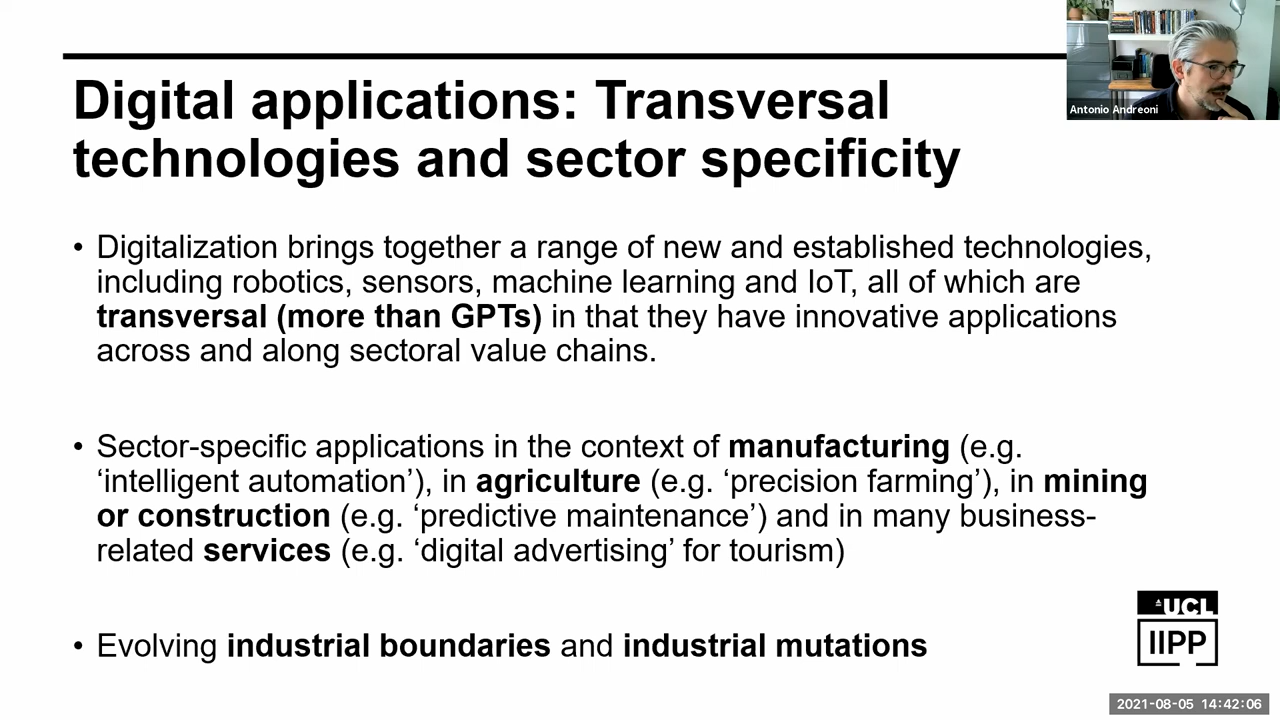 Digital applications: Transversal
technologies and sector specificity
Antonio Andreoni
• Digitalization brings together a range of new and established technologies,
including robotics, sensors, machine learning and IoT, all of which are
transversal (more than GPTs) in that they have innovative applications
across and along sectoral value chains.
• Sector-specific applications in the context of manufacturing (e.g.
‘intelligent automation’), in agriculture (e.g. ‘precision farming’), in mining
or construction (e.g. ‘predictive maintenance’) and in many business-
related services (e.g. ‘digital advertising’ for tourism)
• Evolving industrial boundaries and industrial mutations
UCL
IIPP
2021-08-05 14:42:06